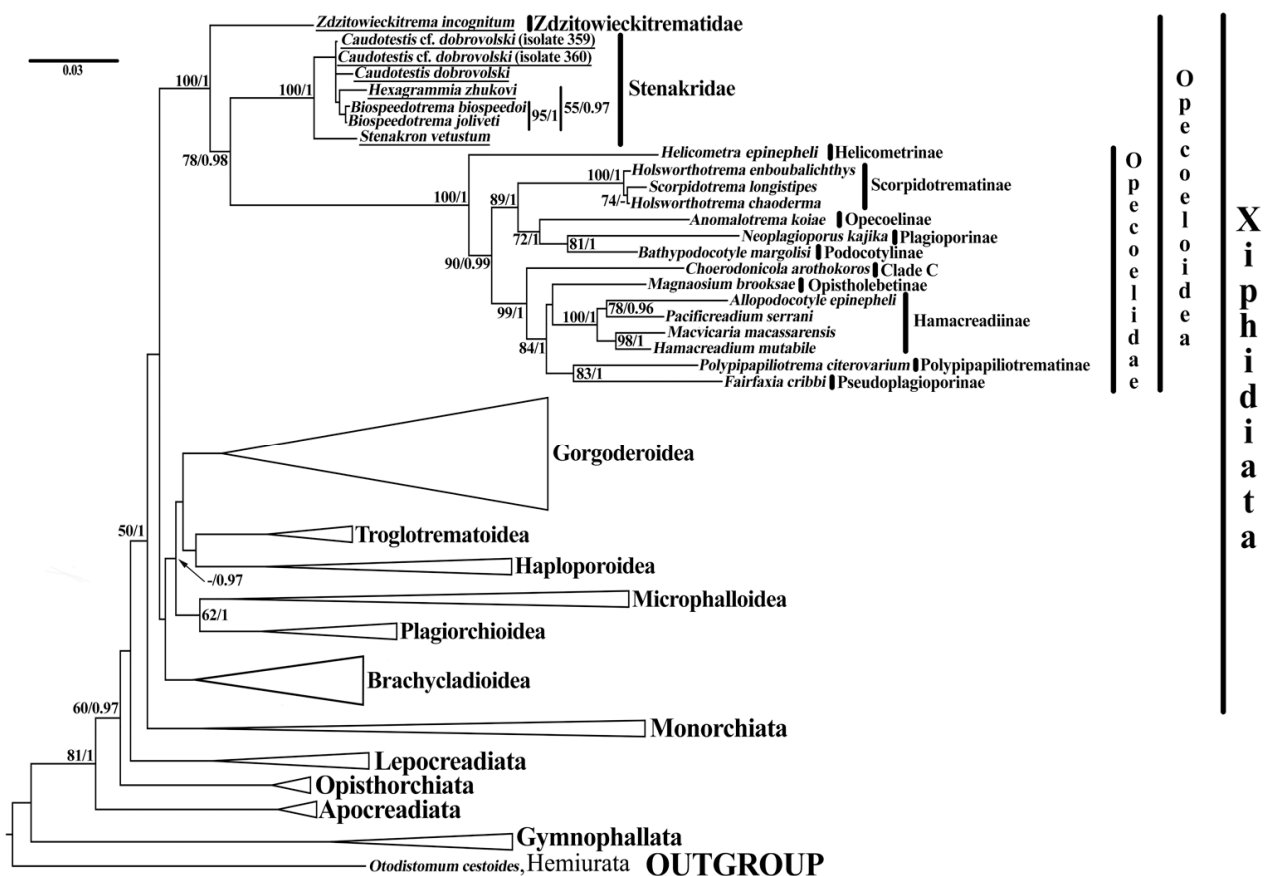 Zdzitowieckitrema incognitum Zdzitowieckitrematidae
Caudotestis cf. dobrovolski (isolate 359)
0.03
Caudotestis cf. dobrovolski (isolate 360)
100/1
Caudotestis dobrovolski
100/1
Hexagrammia zhukovi
Stenakridae
Biospeedotrema biospeedoi
95/1
55/0.97
Biospeedotrema joliveti
Stenakron vetustum
78/0.98
Helicometra epinepheli Helicometrinae
100/1
Holsworthotrema enboubalichthys
Scorpidotrema longistipes
Scorpidotrematinae
100/1
89/1
74/-
Holsworthotrema chaoderma
Anomalotrema koiae Opecoelinae
72/1
Neoplagioporus kajika Plagioporinae
81/1
Bathypodocotyle margolisi Podocotylinae
90/0.99
Choerodonicola arothokoros Clade C
Magnaosium brooksae Opistholebetinae
Allopodocotyle epinepheli
78/0.96
99/1
100/1
Pacificreadium serrani
Hamacreadiinae
Macvicaria macassarensis
98/1
84/1
Hamacreadium mutabile
Polypipapiliotrema citerovarium Polypipapiliotrematinae
83/1
Fairfaxia cribbi Pseudoplagioporinae
Opecoelidae
Opecoeloidea
Xiphidiata
Gorgoderoidea
50/1
Troglotrematoidea
Haploporoidea
-/0.97
Microphalloidea
62/1
Plagiorchioidea
Brachycladioidea
60/0.97
Monorchiata
81/1
Lepocreadiata
Opisthorchiata
Apocreadiata
Gymnophallata
Otodistomum cestoides, Hemiurata OUTGROUP